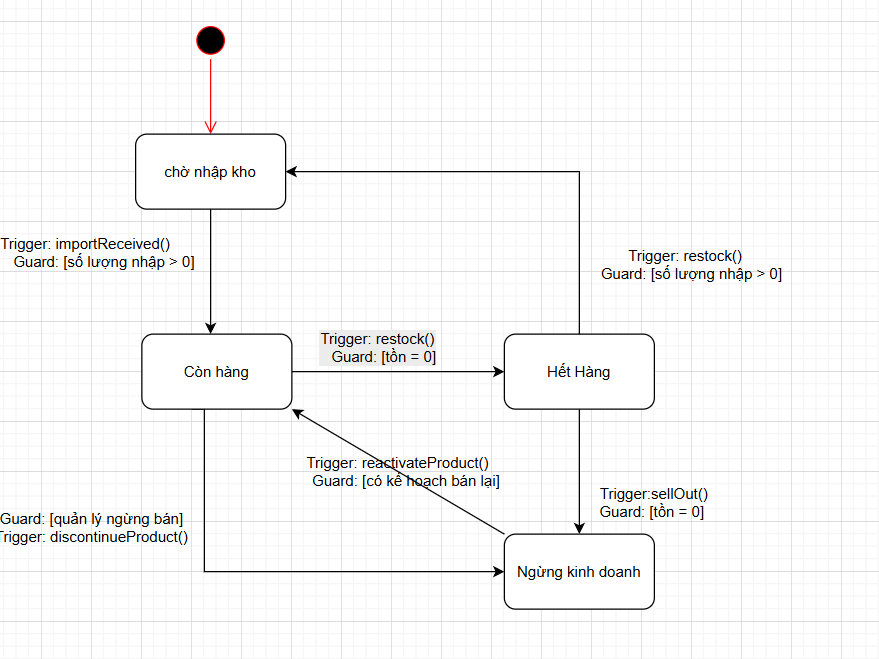 chờ nhập kho
Trigger: importReceived()
Guard: [số lượng nhập > 0]
Trigger: restock()
Guard: [số lượng nhập > 0]
Trigger: restock()
Guard: [tồn = 0]
Còn hàng
Hết Hàng
Trigger: reactivateProduct()
Guard: [có kế hoạch bán lại]
Trigger:sellOut()
Guard: [tồn = 0]
Guard: [quản lý ngừng bán]
Trigger: discontinueProduct()
Ngừng kinh doanh